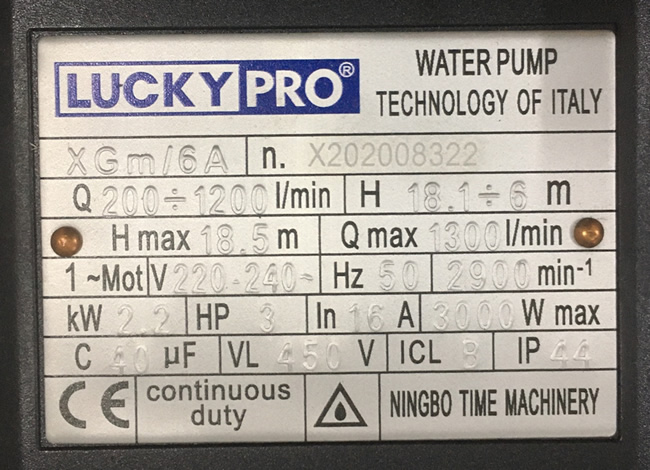 LUCKY PRO®
WATER PUMP
TECHNOLOGY OF ITALY
XGm/6A n. X202008322
Q 200÷1200 l/min H 18.1÷6 m
H max 18.5 m Q max 1300 l/min
1 ~Mot V 220-240~ Hz 50 2900 min-1
kW 2.2 HP 3 In 16 A 3000 W max
C 40 µF VL 450 V ICL B IP 44
CE continuous
duty
NINGBO TIME MACHINERY